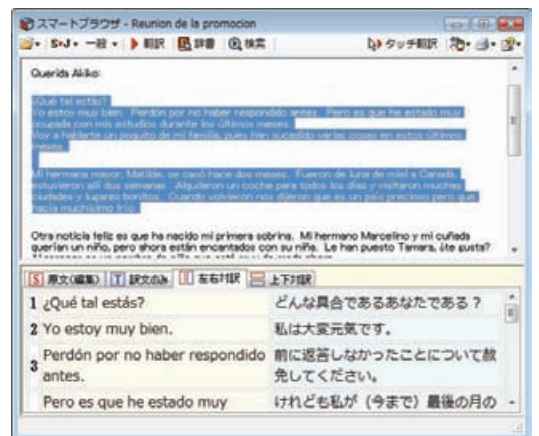 スマートブラウザ - Reunion de la promocion
S▸J 一般 翻訳 辞書 検索 タッチ翻訳
Querida Akiko:
¿Qué tal estás?
Yo estoy muy bien. Perdón por no haber respondido antes. Pero es que he estado muy
ocupada con mis estudios durante los últimos meses.
Voy a hablarte un poquito de mi familia, pues han sucedido varias cosas en estos últimos
meses.
Mi hermana mayor, Matilde, se casó hace dos meses. Fueron de luna de miel a Canadá,
estuvieron allí dos semanas. Alquilaron un coche para todos los días y visitaron muchas
ciudades y lugares bonitos. Cuando volvieron nos dijeron que es un país precioso pero que
hacía muchísimo frío.
Otra noticia feliz es que ha nacido mi primera sobrina. Mi hermano Marcelino y mi cuñada
querían un niño, pero ahora están encantados con su niña. Le han puesto Tamara, ¿te gusta?
S 原文(編集) T 訳文のみ 左右対訳 上下対訳
1 ¿Qué tal estás? どんな具合であるあなたである？
2 Yo estoy muy bien. 私は大変元気です。
3 Perdón por no haber respondido antes. 前に返答しなかったことについて赦免してください。
Pero es que he estado muy けれども私が（今まで）最後の月の